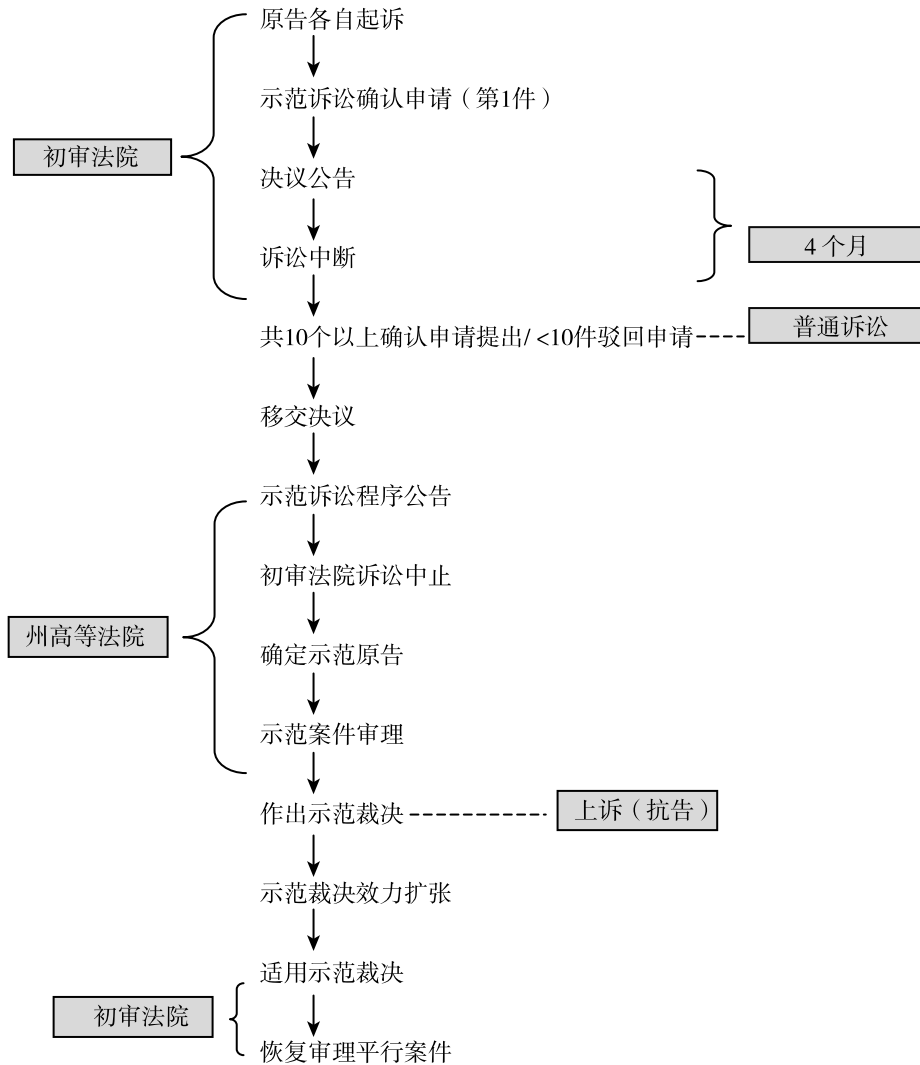 原告各自起诉
示范诉讼确认申请（第1件）
初审法院
决议公告
诉讼中断
4 个月
共10个以上确认申请提出/ <10件驳回申请
普通诉讼
移交决议
示范诉讼程序公告
初审法院诉讼中止
州高等法院
确定示范原告
示范案件审理
作出示范裁决
上诉（抗告）
示范裁决效力扩张
适用示范裁决
初审法院
恢复审理平行案件